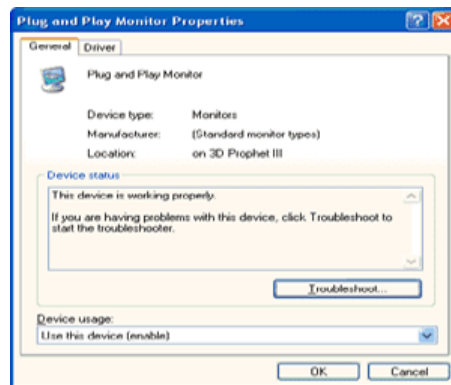 Plug and Play Monitor Properties
General
Driver
Plug and Play Monitor
Device type: Monitors
Manufacturer: (Standard monitor types)
Location: on 3D Prophet III
Device status
This device is working properly.
If you are having problems with this device, click Troubleshoot to
start the troubleshooter.
Troubleshoot...
Device usage:
Use this device (enable)
OK
Cancel